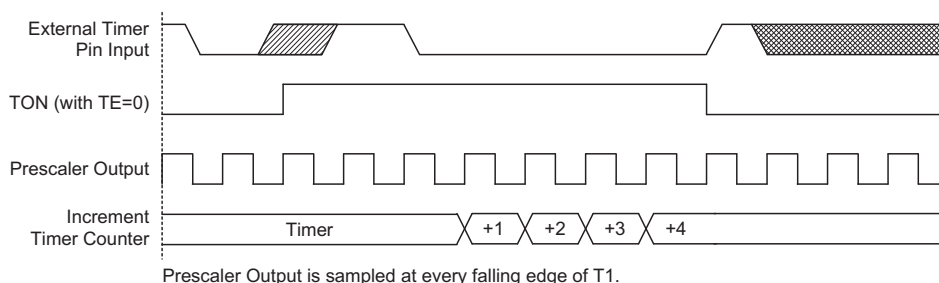 External Timer
Pin Input
TON (with TE=0)
Prescaler Output
Increment
Timer Counter
Timer
+1
+2
+3
+4
Prescaler Output is sampled at every falling edge of T1.